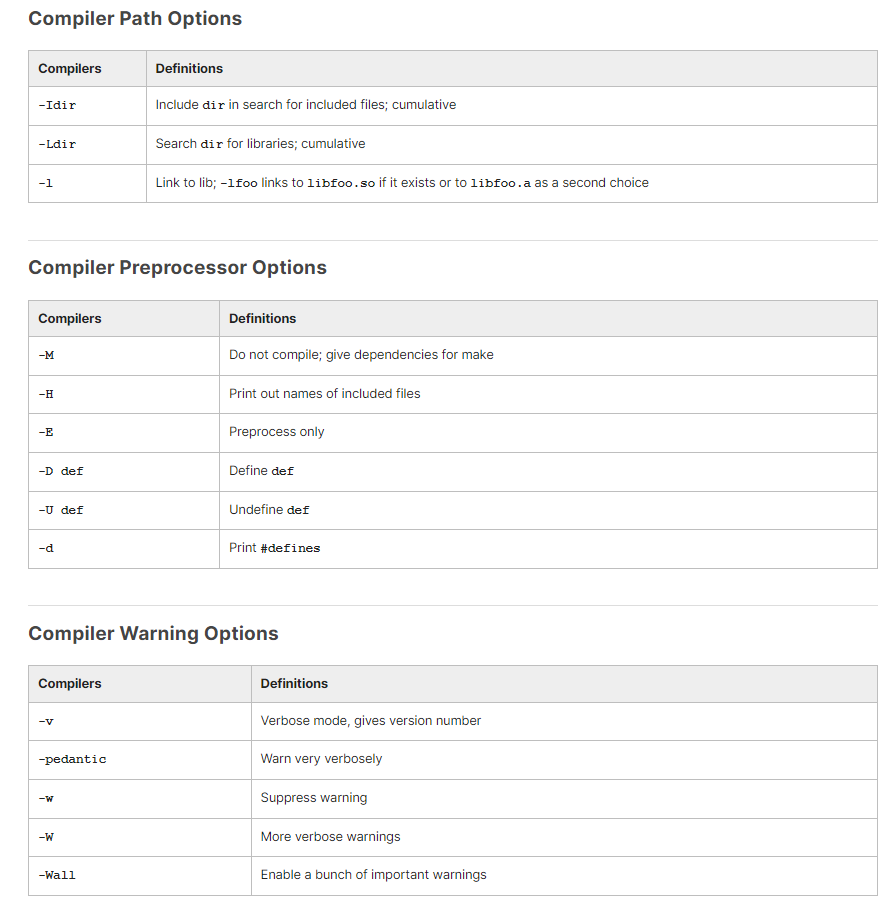 Compiler Path Options
Compilers Definitions
-Idir Include dir in search for included files; cumulative
-Ldir Search dir for libraries; cumulative
-l Link to lib; -lfoo links to libfoo.so if it exists or to libfoo.a as a second choice
Compiler Preprocessor Options
Compilers Definitions
-M Do not compile; give dependencies for make
-H Print out names of included files
-E Preprocess only
-D def Define def
-U def Undefine def
-d Print #defines
Compiler Warning Options
Compilers Definitions
-v Verbose mode, gives version number
-pedantic Warn very verbosely
-w Suppress warning
-W More verbose warnings
-Wall Enable a bunch of important warnings